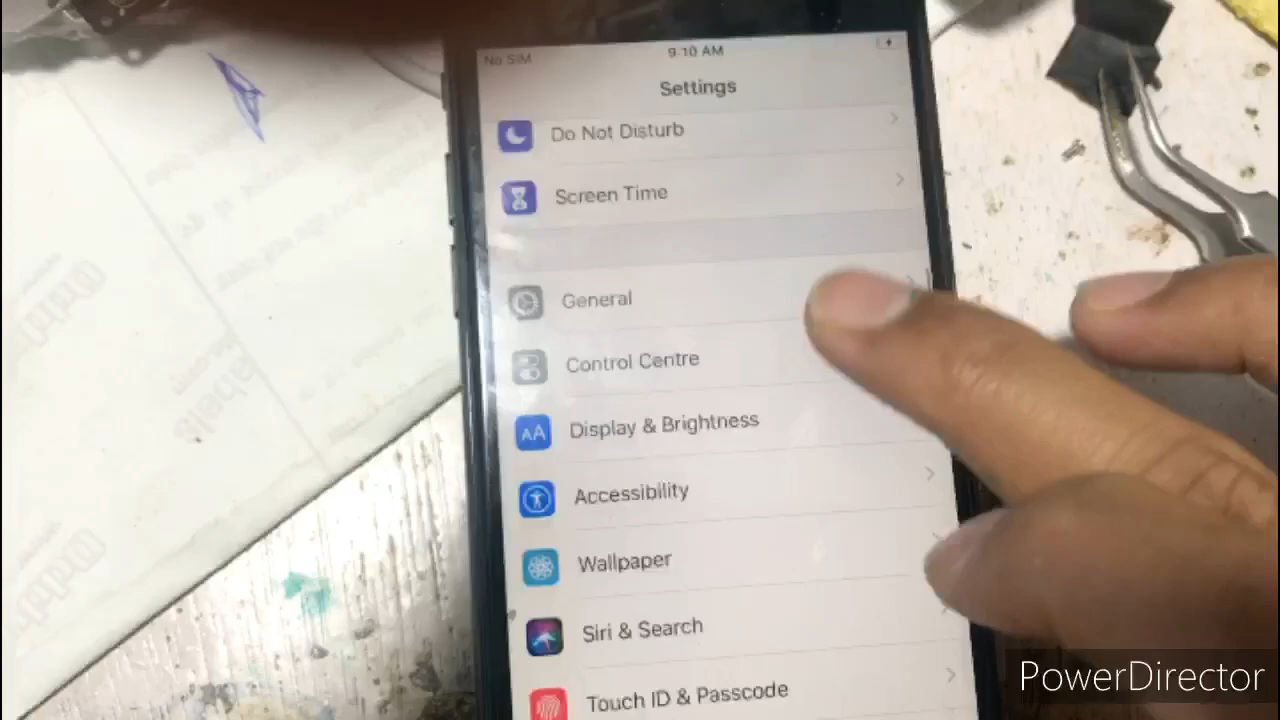 No SIM
9:10 AM
Settings
Do Not Disturb
Screen Time
General
Control Centre
Display & Brightness
AA
Accessibility
Wallpaper
Siri & Search
Touch ID & Passcode
PowerDirector